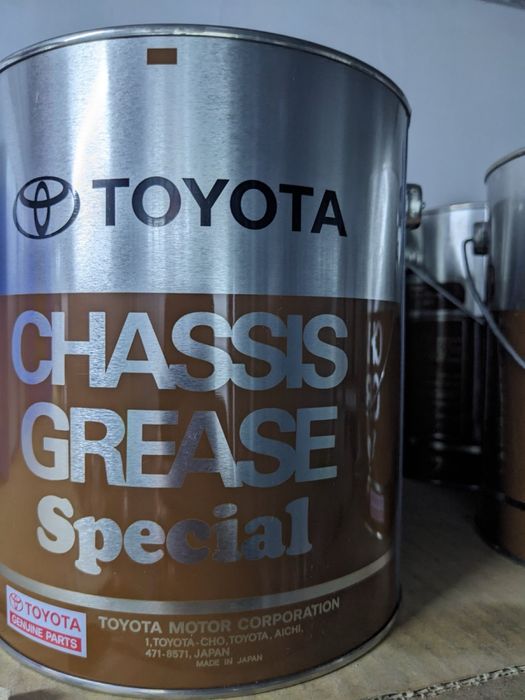 TOYOTA
CHASSIS
GREASE
Special
TOYOTA
GENUINE PARTS
TOYOTA MOTOR CORPORATION
1, TOYOTA-CHO, TOYOTA, AICHI,
471-8571, JAPAN
MADE IN JAPAN